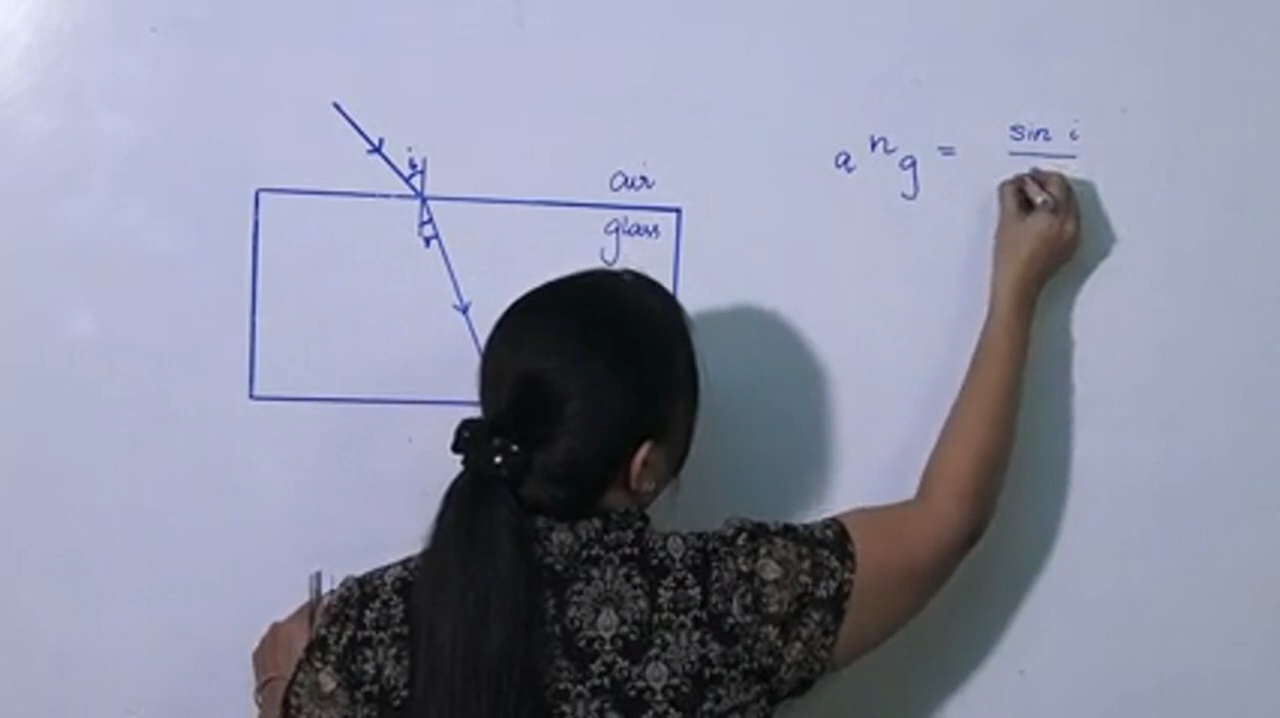 i
air
glass
r
a n g = sin i